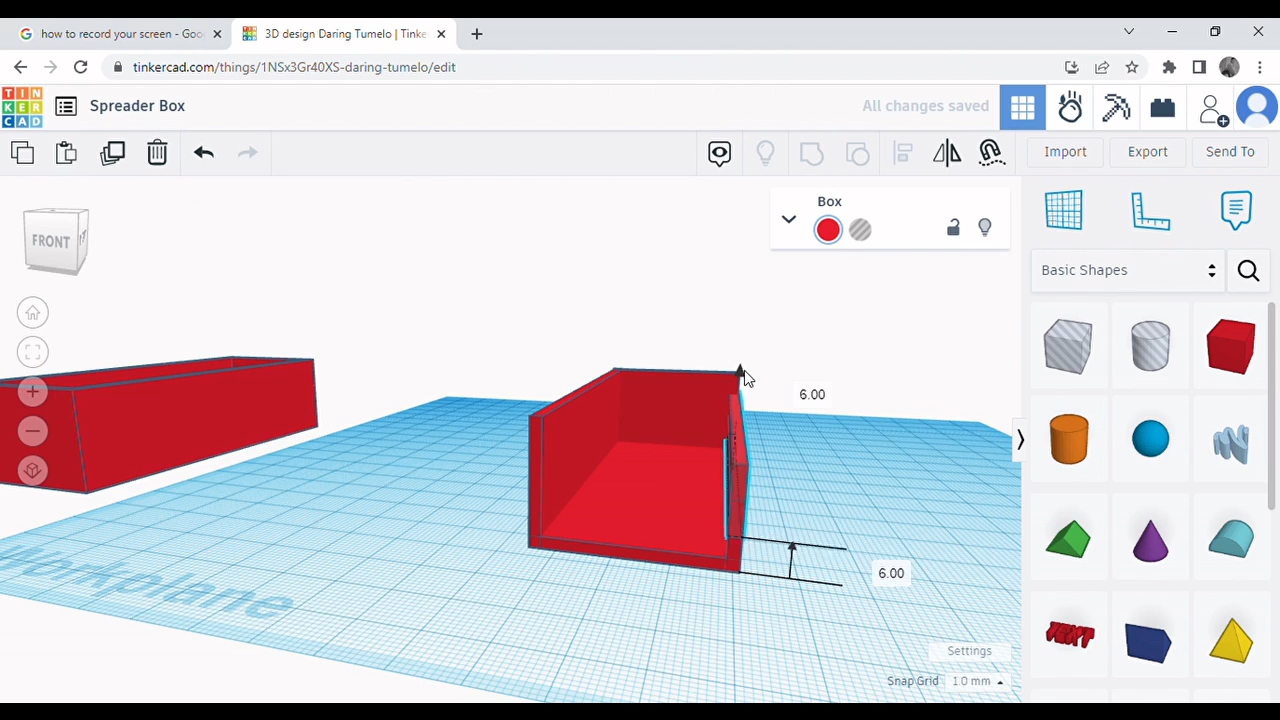 how to record your screen - Goo
3D design Daring Tumelo | Tinke
tinkercad.com/things/1NSx3Gr40XS-daring-tumelo/edit
TIN
KER
CAD
Spreader Box
All changes saved
Import
Export
Send To
Box
FRONT
Basic Shapes
6.00
6.00
TEXT
Settings
Snap Grid 1.0 mm